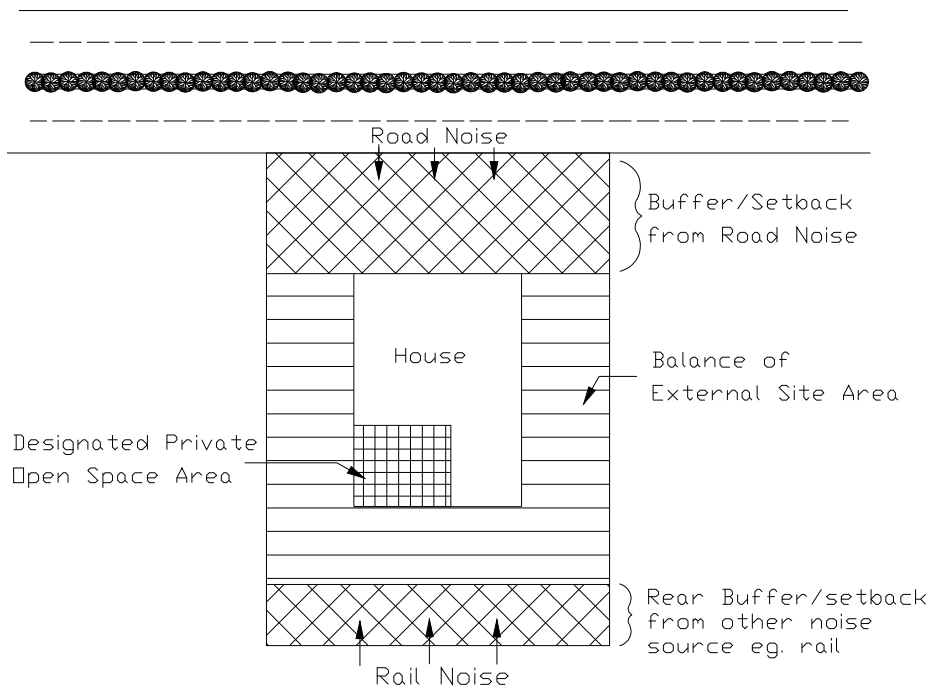 Road Noise
Buffer/Setback
from Road Noise
House
Balance of
External Site Area
Designated Private
Open Space Area
Rear Buffer/setback
from other noise
source eg. rail
Rail Noise